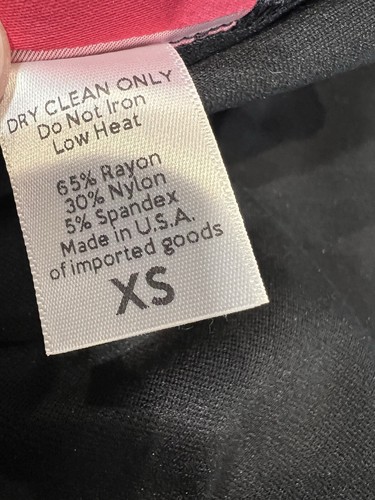 DRY CLEAN ONLY
Do Not Iron
Low Heat
65% Rayon
30% Nylon
5% Spandex
Made in U.S.A.
of imported goods
XS